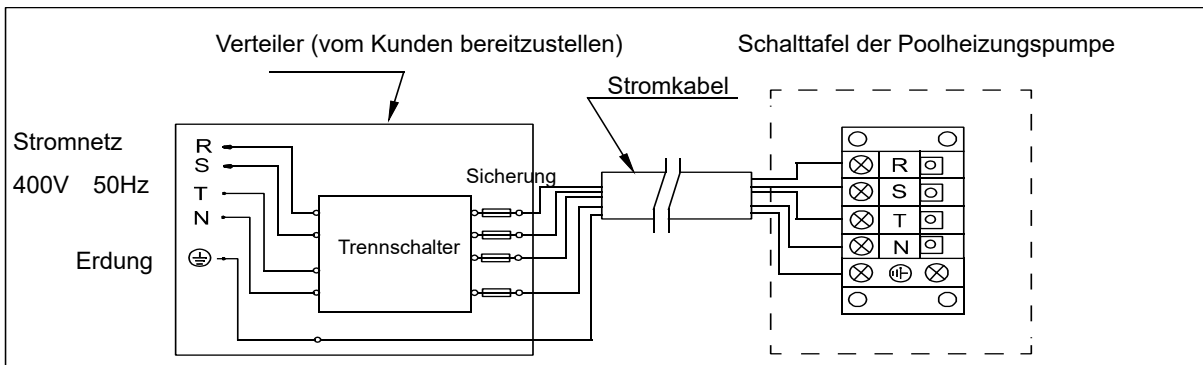 Verteiler (vom Kunden bereitzustellen)
Schalttafel der Poolheizungspumpe
Stromkabel
Stromnetz
400V 50Hz
Erdung
R
S
T
N
Sicherung
Trennschalter
R
S
T
N